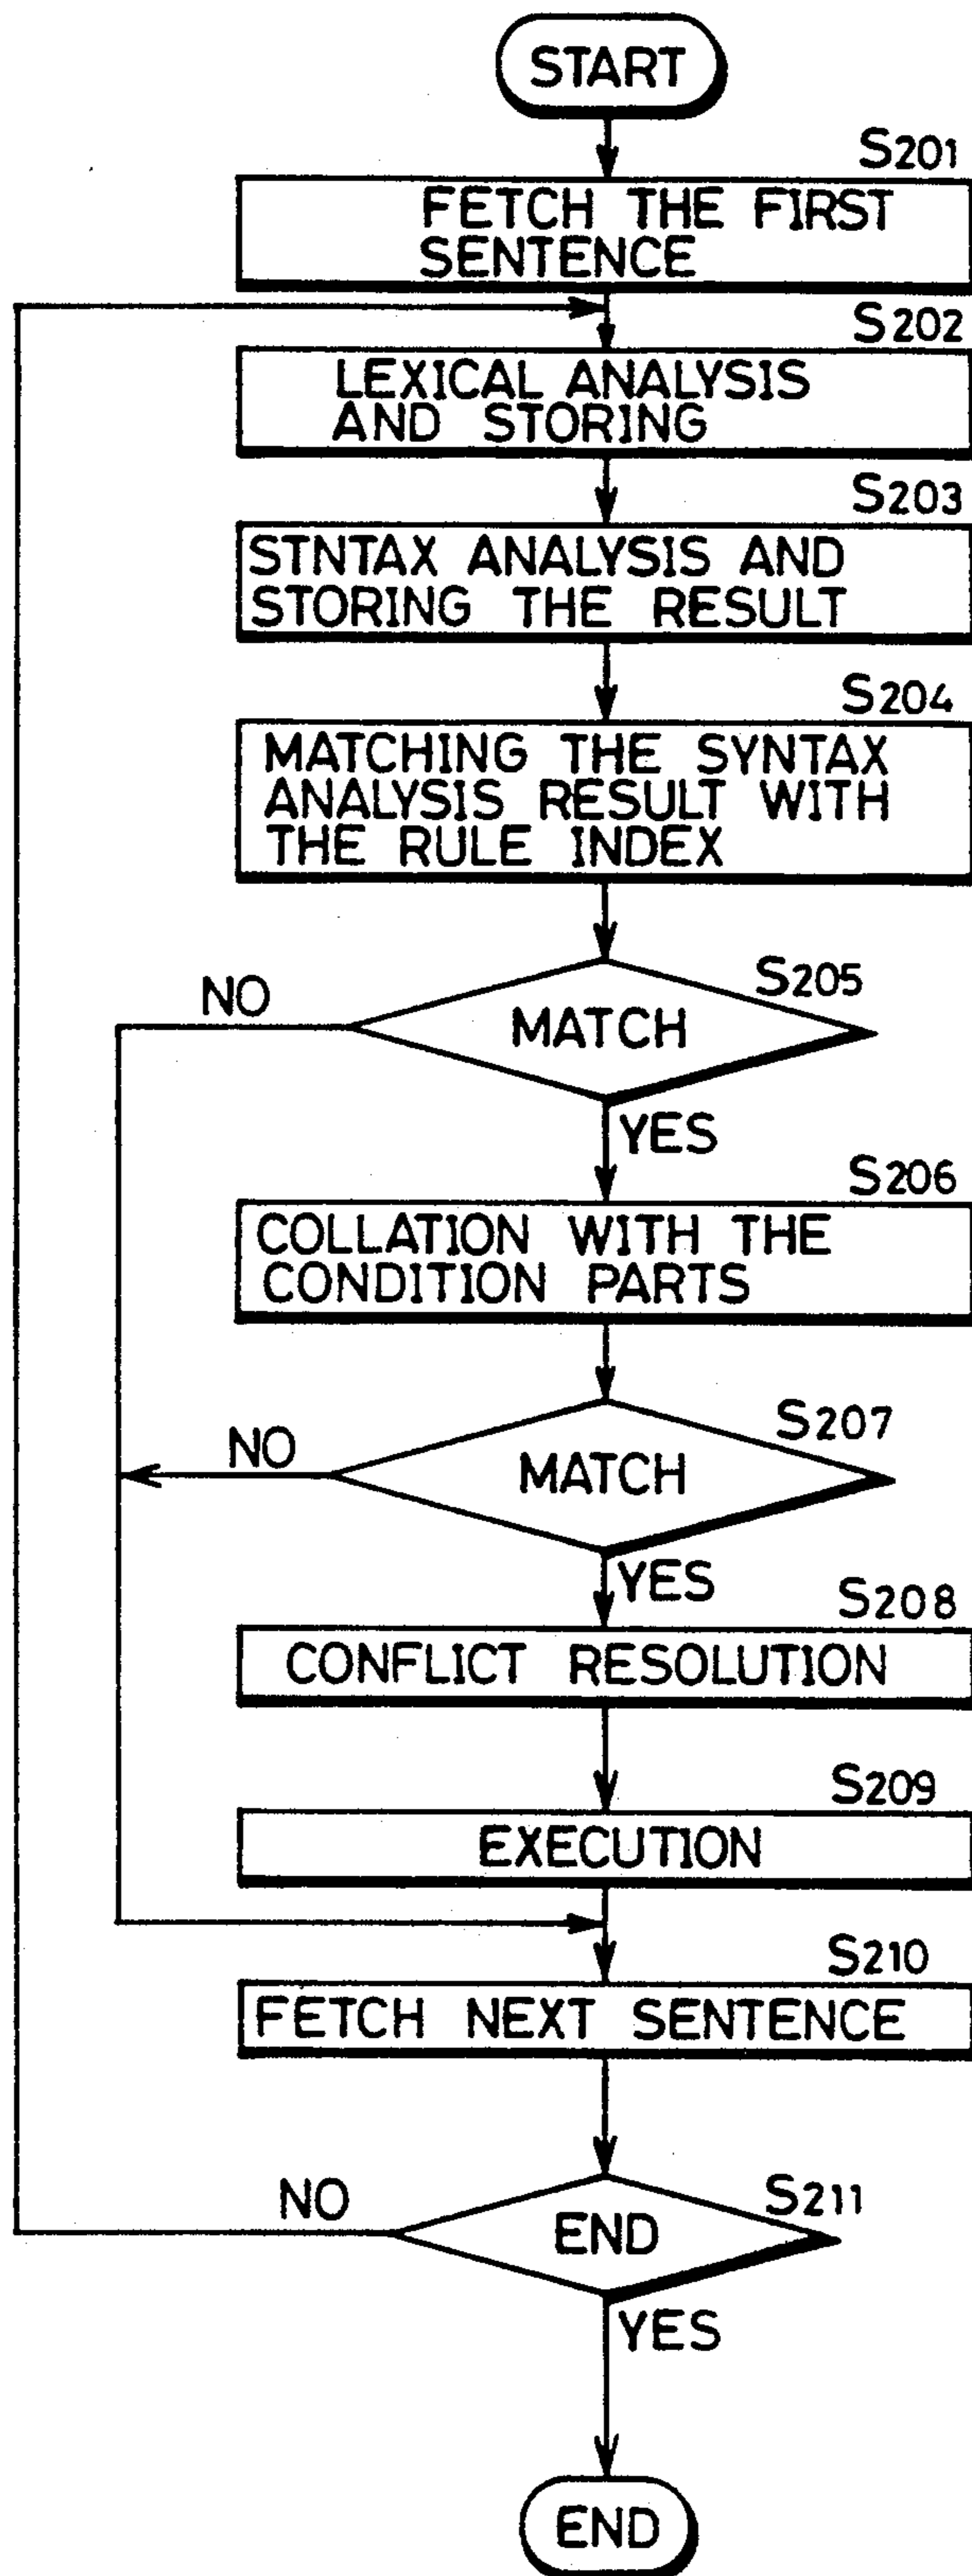 START
S201
FETCH THE FIRST
SENTENCE
S202
LEXICAL ANALYSIS
AND STORING
S203
STNTAX ANALYSIS AND
STORING THE RESULT
S204
MATCHING THE SYNTAX
ANALYSIS RESULT WITH
THE RULE INDEX
S205
NO
MATCH
YES
S206
COLLATION WITH THE
CONDITION PARTS
S207
NO
MATCH
YES
S208
CONFLICT RESOLUTION
S209
EXECUTION
S210
FETCH NEXT SENTENCE
S211
NO
END
YES
END